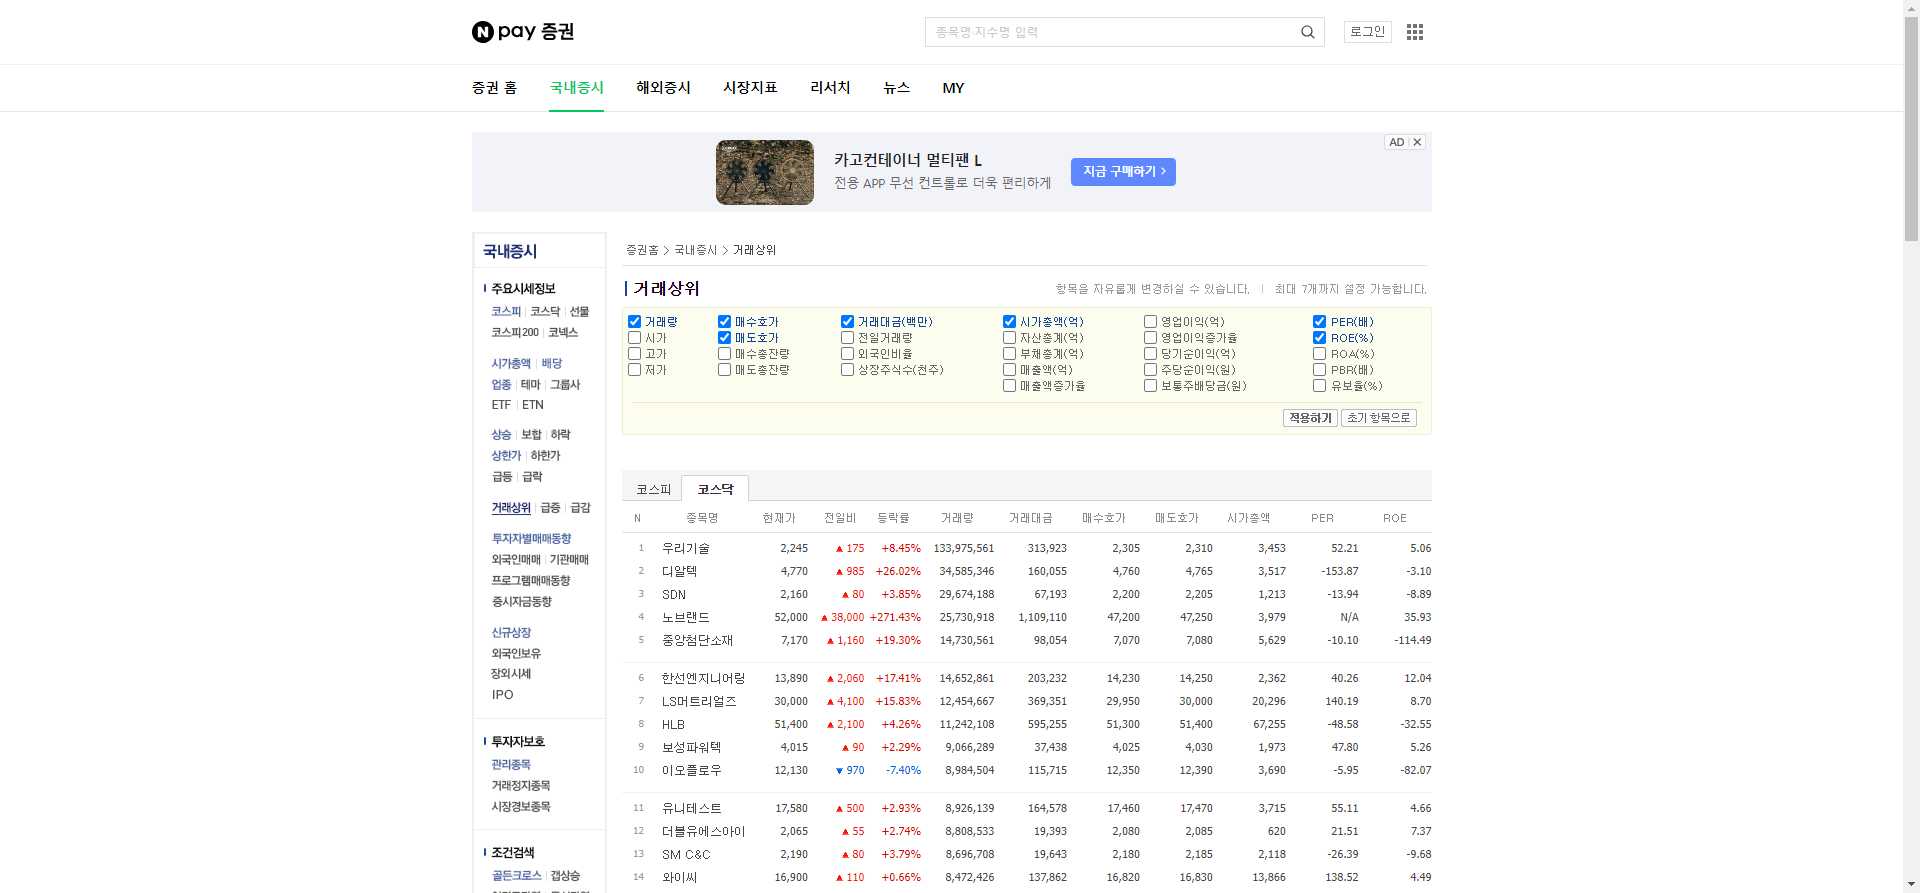 N pay 증권
종목명·지수명 입력
로그인
증권 홈 국내증시 해외증시 시장지표 리서치 뉴스 MY
AD
카고컨테이너 멀티팬 L
전용 APP 무선 컨트롤로 더욱 편리하게
지금 구매하기 >
국내증시
주요시세정보
코스피 | 코스닥 | 선물
코스피200 | 코넥스
시가총액 | 배당
업종 | 테마 | 그룹사
ETF | ETN
상승 | 보합 | 하락
상한가 | 하한가
급등 | 급락
거래상위 | 급증 | 급감
투자자별매매동향
외국인매매 | 기관매매
프로그램매매동향
증시자금동향
신규상장
외국인보유
장외시세
IPO
투자자보호
관리종목
거래정지종목
시장경보종목
조건검색
골든크로스 | 갭상승
증권홈 > 국내증시 > 거래상위
거래상위
항목을 자유롭게 변경하실 수 있습니다. | 최대 7개까지 설정 가능합니다.
거래량 매수호가 거래대금(백만) 시가총액(억) 영업이익(억) PER(배)
시가 매도호가 전일거래량 자산총계(억) 영업이익증가율 ROE(%)
고가 매수총잔량 외국인비율 부채총계(억) 당기순이익(억) ROA(%)
저가 매도총잔량 상장주식수(천주) 매출액(억) 주당순이익(원) PBR(배)
매출액증가율 보통주배당금(원) 유보율(%)
적용하기 초기 항목으로
코스피 코스닥
N 종목명 현재가 전일비 등락률 거래량 거래대금 매수호가 매도호가 시가총액 PER ROE
1 우리기술 2,245 ▲ 175 +8.45% 133,975,561 313,923 2,305 2,310 3,453 52.21 5.06
2 디알텍 4,770 ▲ 985 +26.02% 34,585,346 160,055 4,760 4,765 3,517 -153.87 -3.10
3 SDN 2,160 ▲ 80 +3.85% 29,674,188 67,193 2,200 2,205 1,213 -13.94 -8.89
4 노브랜드 52,000 ▲ 38,000 +271.43% 25,730,918 1,109,110 47,200 47,250 3,979 N/A 35.93
5 중앙첨단소재 7,170 ▲ 1,160 +19.30% 14,730,561 98,054 7,070 7,080 5,629 -10.10 -114.49
6 한선엔지니어링 13,890 ▲ 2,060 +17.41% 14,652,861 203,232 14,230 14,250 2,362 40.26 12.04
7 LS머트리얼즈 30,000 ▲ 4,100 +15.83% 12,454,667 369,351 29,950 30,000 20,296 140.19 8.70
8 HLB 51,400 ▲ 2,100 +4.26% 11,242,108 595,255 51,300 51,400 67,255 -48.58 -32.55
9 보성파워텍 4,015 ▲ 90 +2.29% 9,066,289 37,438 4,025 4,030 1,973 47.80 5.26
10 이오플로우 12,130 ▼ 970 -7.40% 8,984,504 115,715 12,350 12,390 3,690 -5.95 -82.07
11 유니테스트 17,580 ▲ 500 +2.93% 8,926,139 164,578 17,460 17,470 3,715 55.11 4.66
12 더블유에스아이 2,065 ▲ 55 +2.74% 8,808,533 19,393 2,080 2,085 620 21.51 7.37
13 SM C&C 2,190 ▲ 80 +3.79% 8,696,708 19,643 2,180 2,185 2,118 -26.39 -9.68
14 와이씨 16,900 ▲ 110 +0.66% 8,472,426 137,862 16,820 16,830 13,866 138.52 4.49